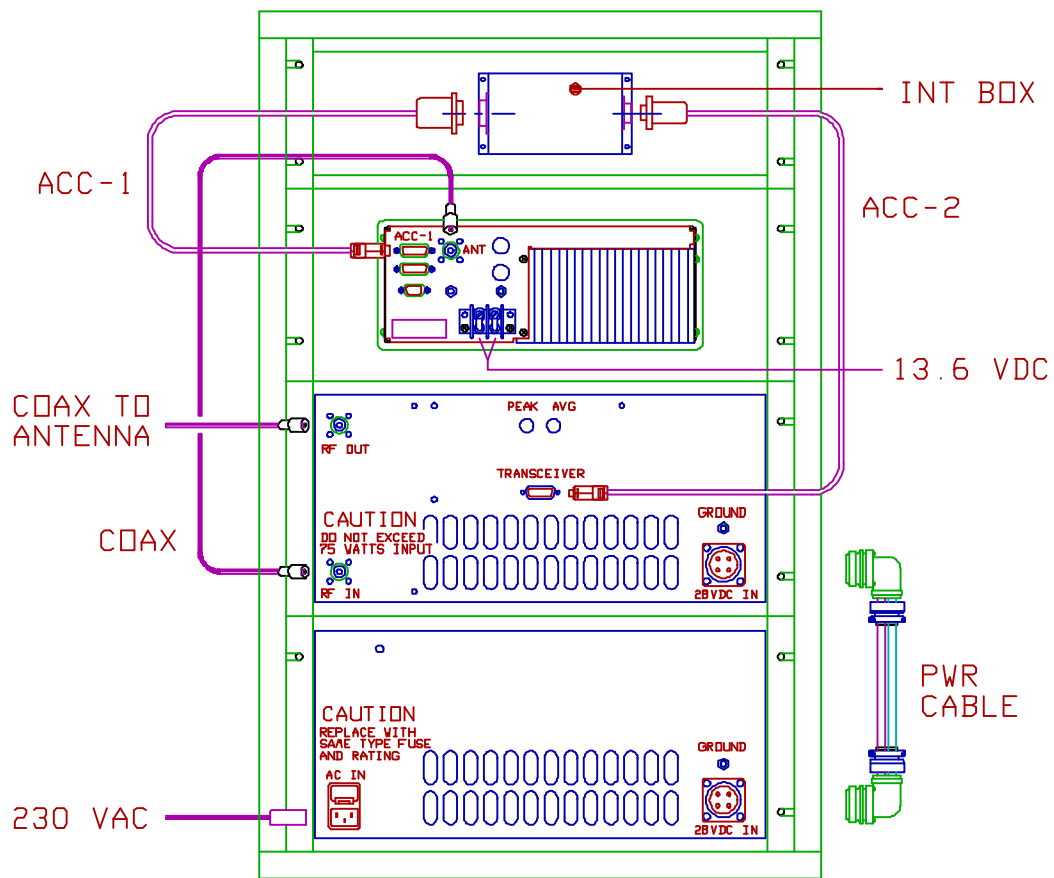 INT BOX
ACC-1
ACC-2
ACC-1
ANT
13.6 VDC
COAX TO
ANTENNA
PEAK AVG
RF OUT
TRANSCEIVER
CAUTION
DO NOT EXCEED
75 WATTS INPUT
GROUND
COAX
RF IN
28VDC IN
PWR
CABLE
CAUTION
REPLACE WITH
SAME TYPE FUSE
AND RATING
GROUND
AC IN
230 VAC
28VDC IN